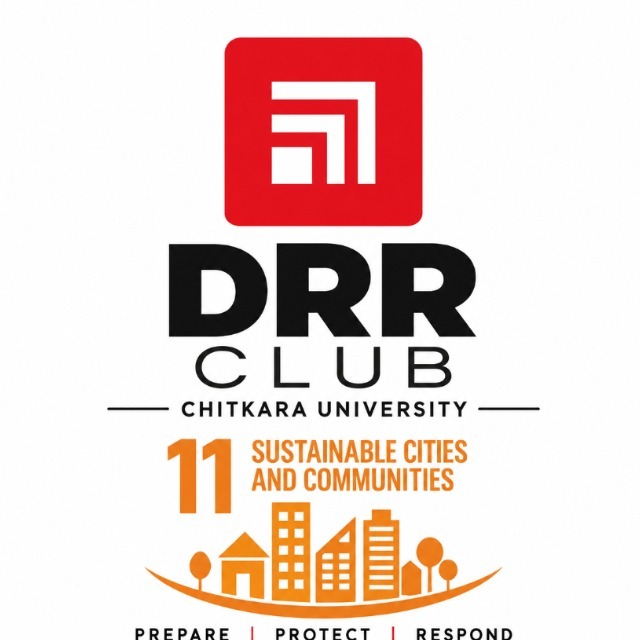 DRR
CLUB
CHITKARA UNIVERSITY
11 SUSTAINABLE CITIES
AND COMMUNITIES
PREPARE | PROTECT | RESPOND